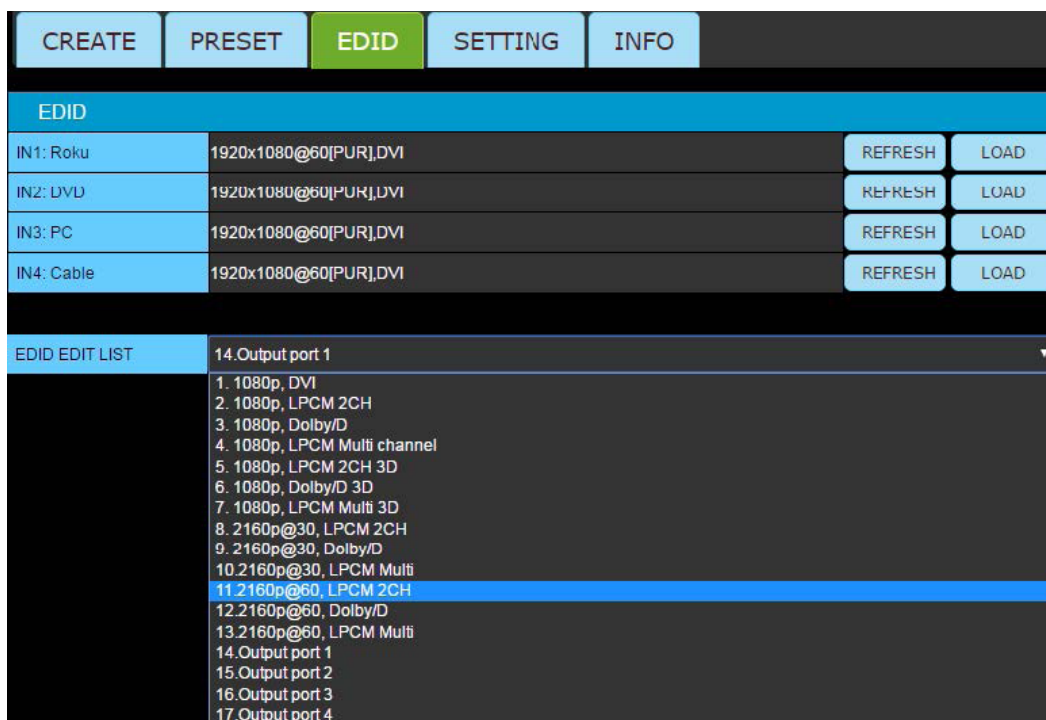 CREATE PRESET EDID SETTING INFO
EDID
IN1: Roku 1920x1080@60[PUR],DVI REFRESH LOAD
IN2: DVD 1920x1080@60[PUR],DVI REFRESH LOAD
IN3: PC 1920x1080@60[PUR],DVI REFRESH LOAD
IN4: Cable 1920x1080@60[PUR],DVI REFRESH LOAD
EDID EDIT LIST 14.Output port 1
1. 1080p, DVI
2. 1080p, LPCM 2CH
3. 1080p, Dolby/D
4. 1080p, LPCM Multi channel
5. 1080p, LPCM 2CH 3D
6. 1080p, Dolby/D 3D
7. 1080p, LPCM Multi 3D
8. 2160p@30, LPCM 2CH
9. 2160p@30, Dolby/D
10.2160p@30, LPCM Multi
11.2160p@60, LPCM 2CH
12.2160p@60, Dolby/D
13.2160p@60, LPCM Multi
14.Output port 1
15.Output port 2
16.Output port 3
17.Output port 4